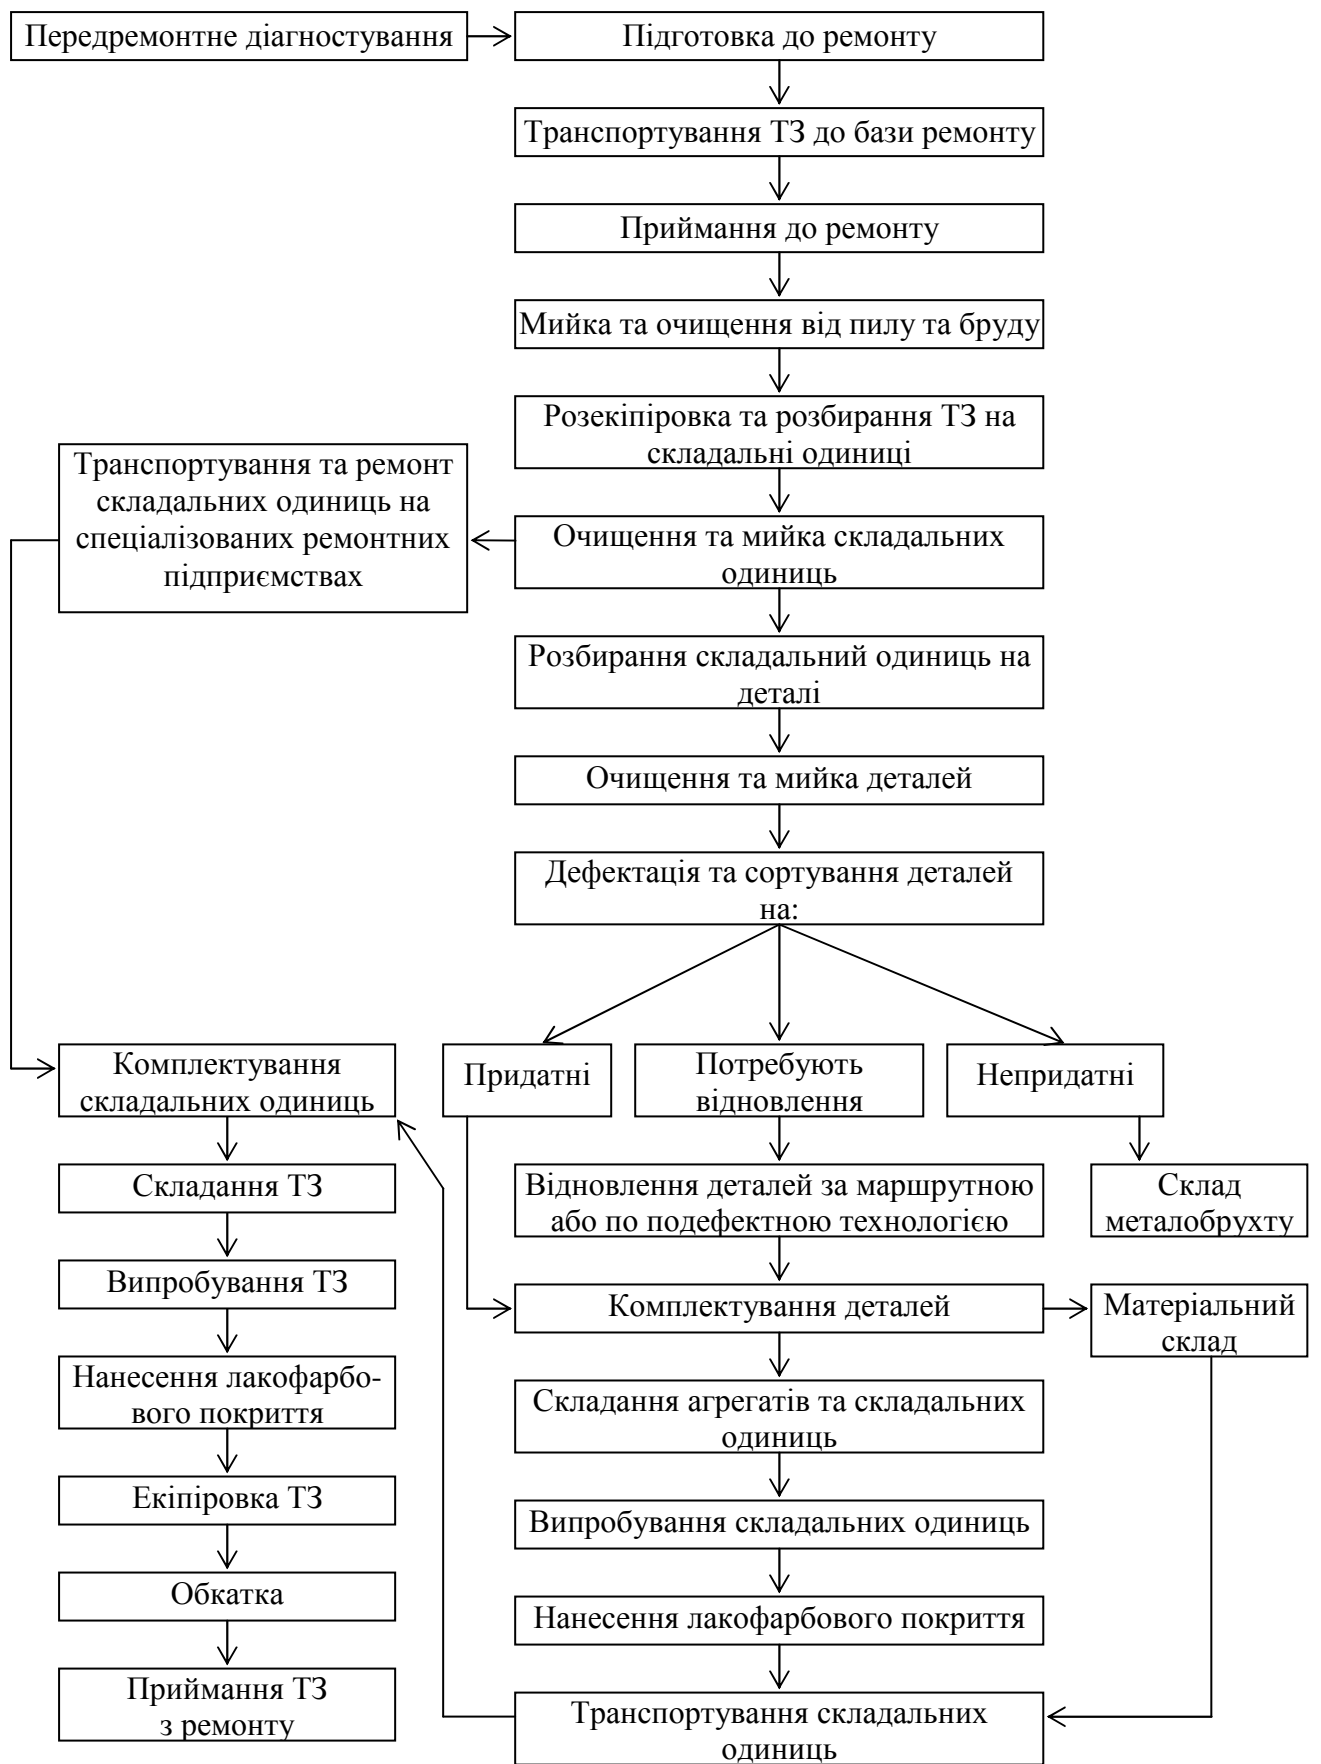 Передремонтне діагностування
Підготовка до ремонту
Транспортування ТЗ до бази ремонту
Приймання до ремонту
Мийка та очищення від пилу та бруду
Розекіпіровка та розбирання ТЗ на
складальні одиниці
Транспортування та ремонт
складальних одиниць на
спеціалізованих ремонтних
підприємствах
Очищення та мийка складальних
одиниць
Розбирання складальний одиниць на
деталі
Очищення та мийка деталей
Дефектація та сортування деталей
на:
Комплектування
складальних одиниць
Придатні
Потребують
відновлення
Непридатні
Складання ТЗ
Відновлення деталей за маршрутною
або по подефектною технологією
Склад
металобрухту
Випробування ТЗ
Комплектування деталей
Матеріальний
склад
Нанесення лакофарбо-
вого покриття
Складання агрегатів та складальних
одиниць
Екіпіровка ТЗ
Випробування складальних одиниць
Обкатка
Нанесення лакофарбового покриття
Приймання ТЗ
з ремонту
Транспортування складальних
одиниць